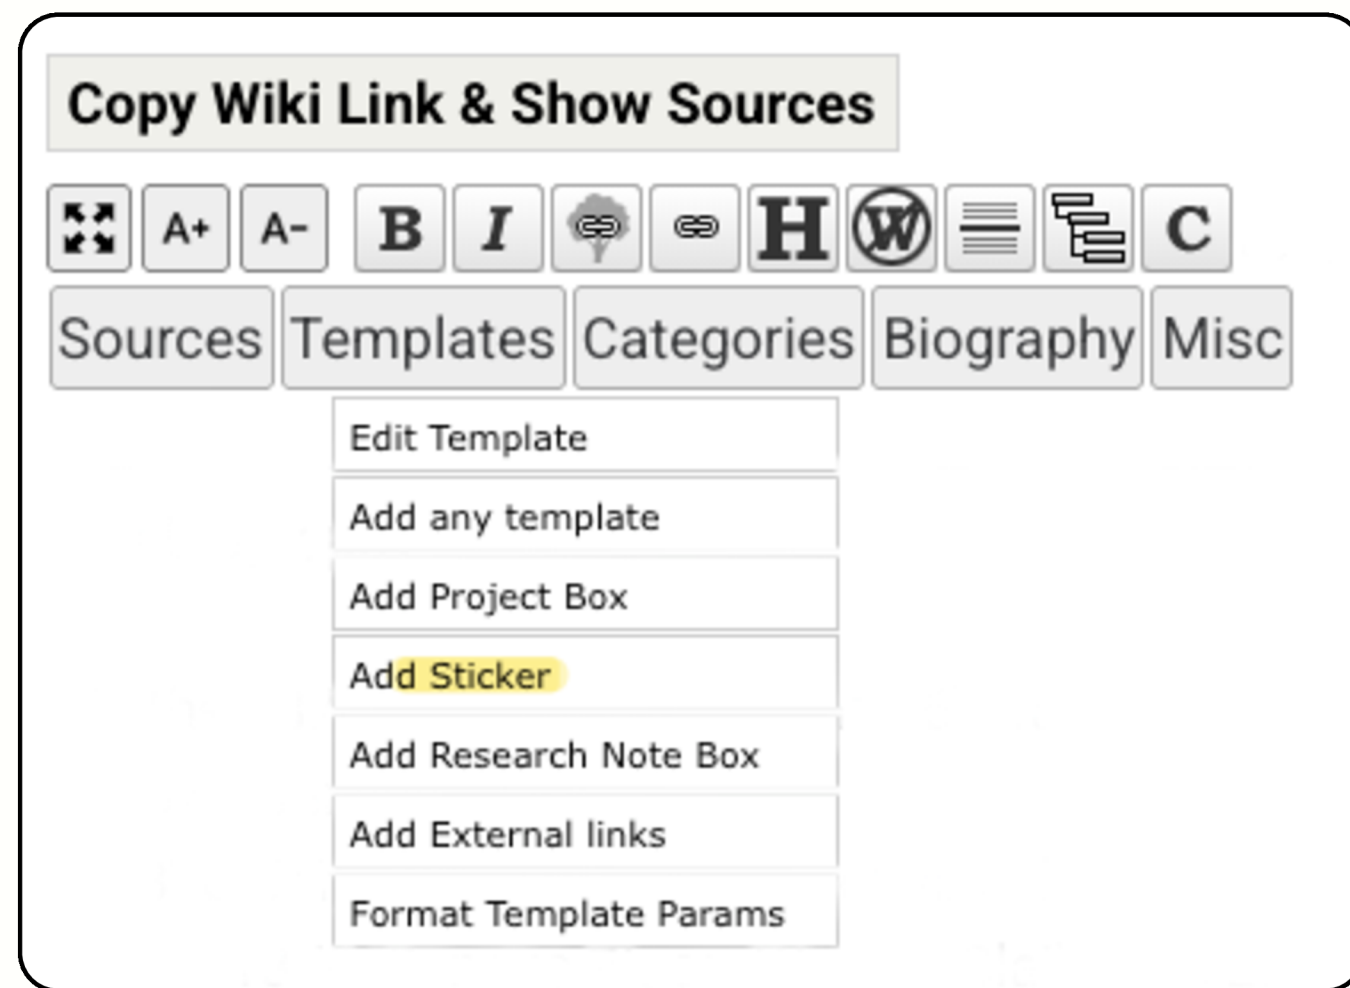 Copy Wiki Link & Show Sources
A+ A- B I H W C
Sources Templates Categories Biography Misc
Edit Template
Add any template
Add Project Box
Add Sticker
Add Research Note Box
Add External links
Format Template Params